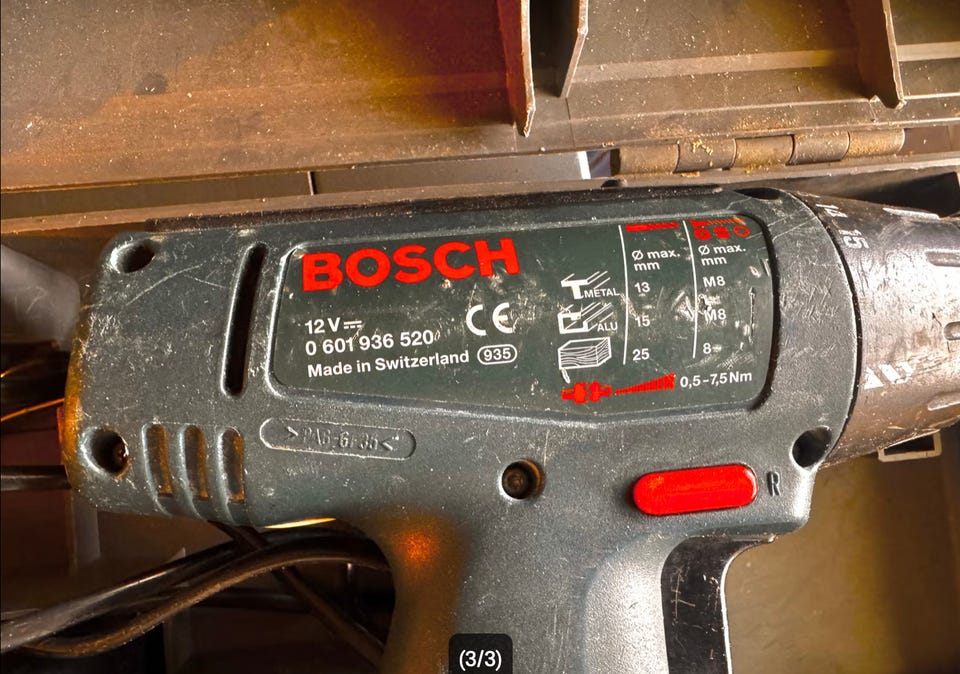 BOSCH
12 V
0 601 936 520
Made in Switzerland 935
CE
Ø max. mm
Ø max. mm
METAL 13 M8
ALU 15 M8
25 8
0,5-7,5 Nm
R
15
(3/3)